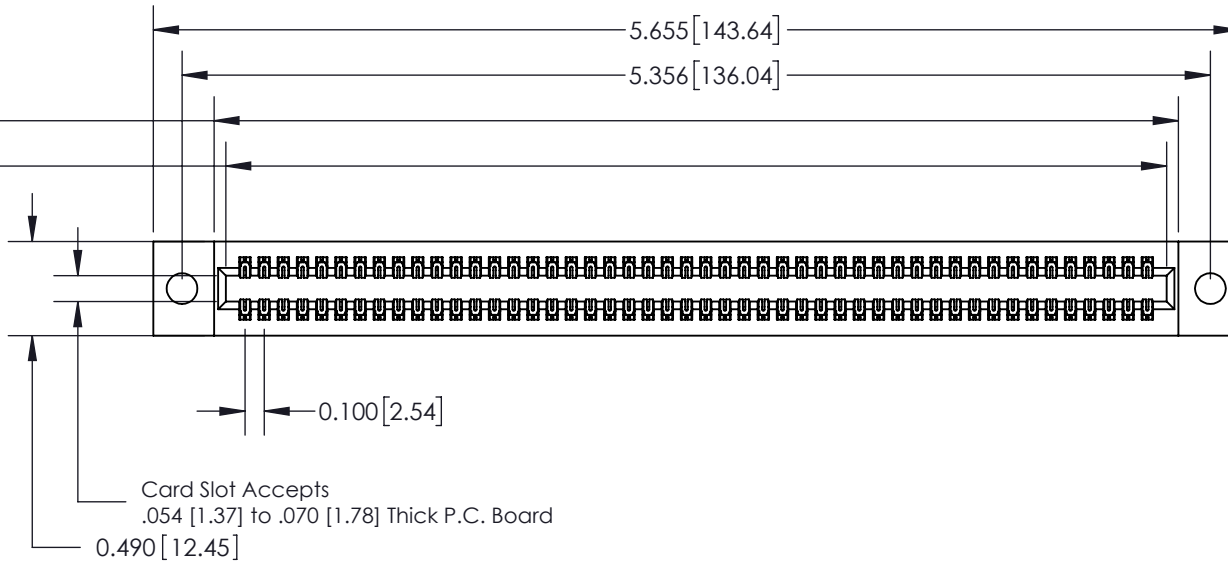 5.655[143.64]
5.356[136.04]
0.100[2.54]
Card Slot Accepts
.054 [1.37] to .070 [1.78] Thick P.C. Board
0.490[12.45]